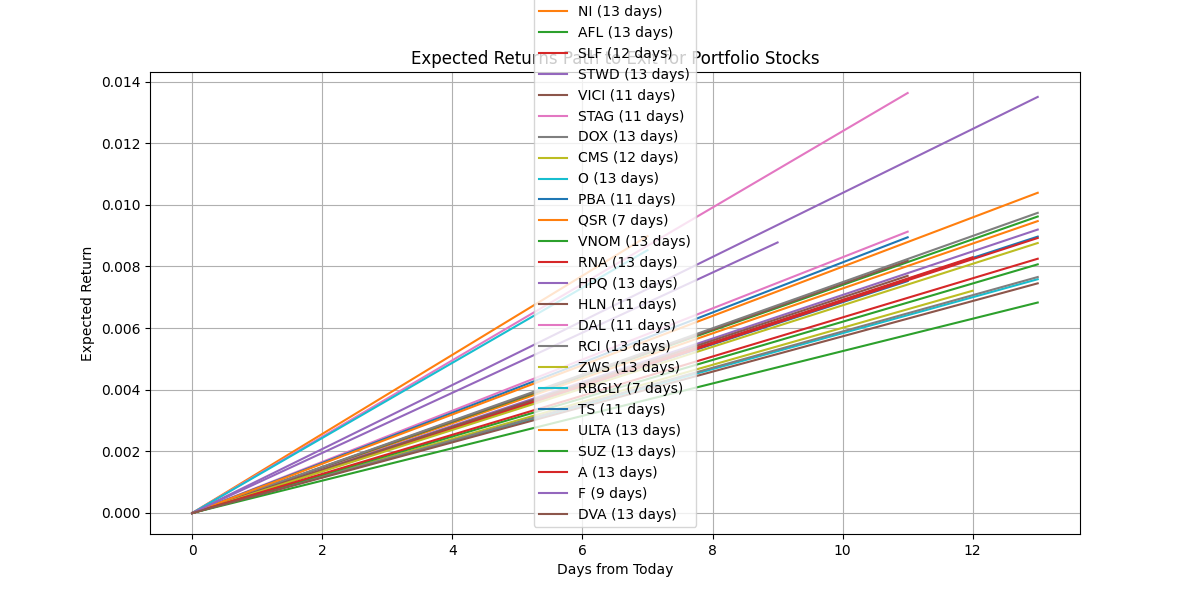 NI (13 days)
AFL (13 days)
SLF (12 days)
Expected Returns Path to Exit for Portfolio Stocks
STWD (13 days)
VICI (11 days)
STAG (11 days)
DOX (13 days)
CMS (12 days)
O (13 days)
PBA (11 days)
QSR (7 days)
VNOM (13 days)
RNA (13 days)
HPQ (13 days)
HLN (11 days)
DAL (11 days)
RCI (13 days)
ZWS (13 days)
RBGLY (7 days)
TS (11 days)
ULTA (13 days)
SUZ (13 days)
A (13 days)
F (9 days)
DVA (13 days)
0.014
0.012
0.010
0.008
0.006
0.004
0.002
0.000
Expected Return
0 2 4 6 8 10 12
Days from Today